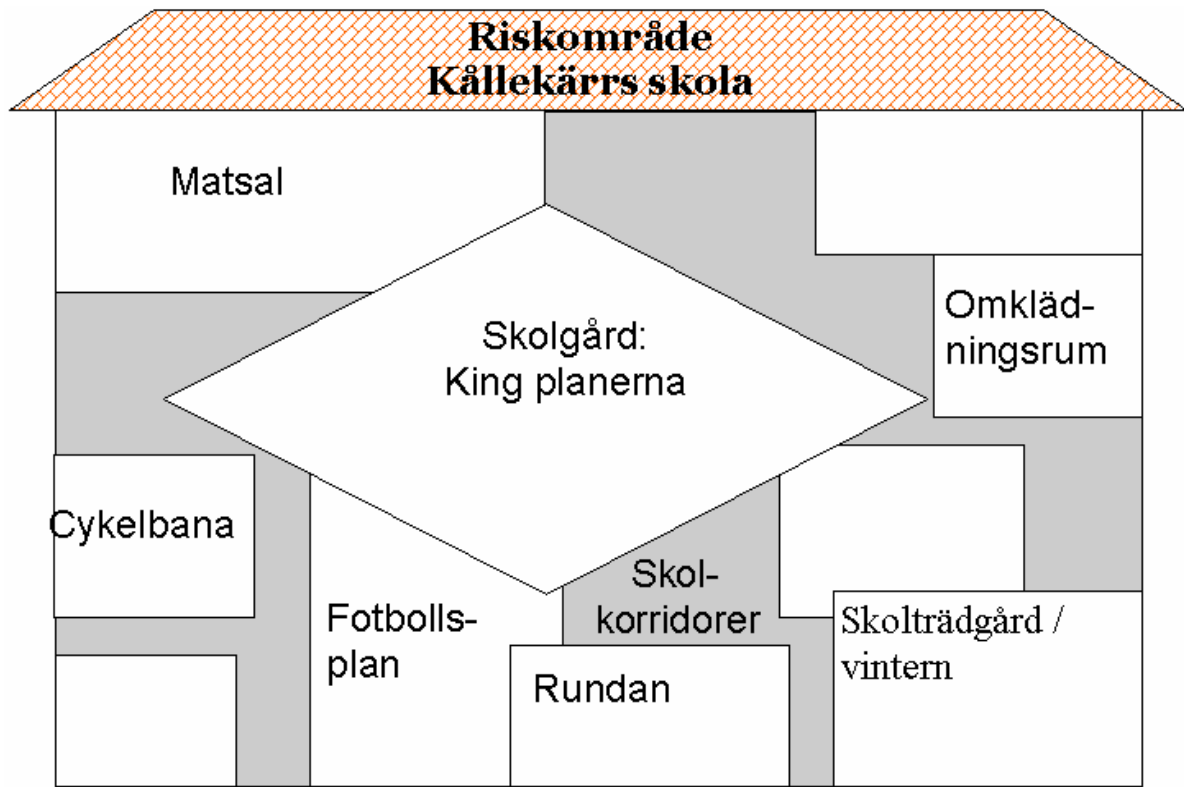 Riskområde
Kållekärrs skola
Matsal
Omkläd-
ningsrum
Skolgård:
King planerna
Cykelbana
Skol-
korridorer
Fotbolls-
plan
Skolträdgård /
vintern
Rundan